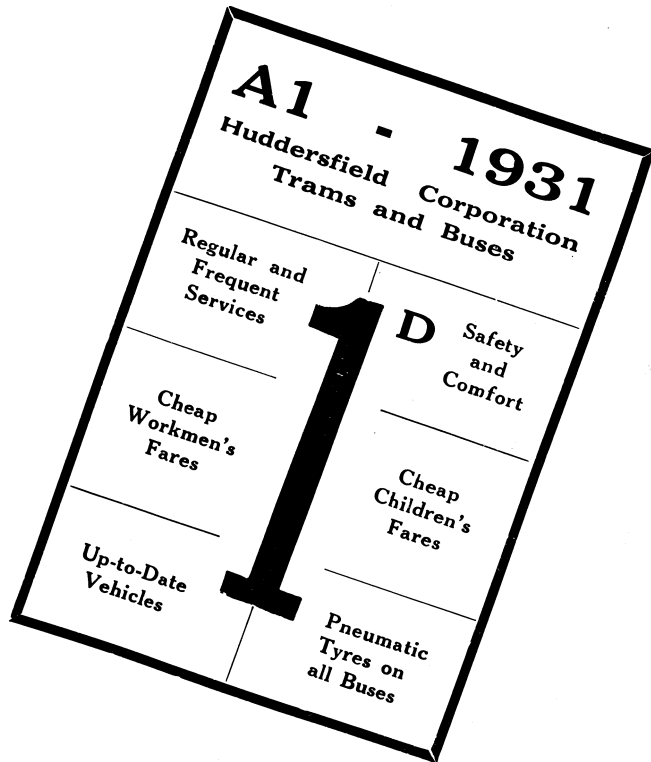 A1 - 1931
Huddersfield Corporation
Trams and Buses
Regular and
Frequent
Services
1D
Safety
and
Comfort
Cheap
Workmen's
Fares
Cheap
Children's
Fares
Up-to-Date
Vehicles
Pneumatic
Tyres on
all Buses